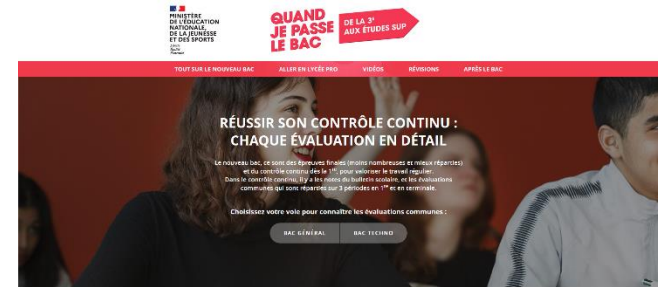 MINISTÈRE
DE L'ÉDUCATION
NATIONALE,
DE LA JEUNESSE
ET DES SPORTS
Liberté
Égalité
Fraternité
QUAND
JE PASSE
LE BAC
DE LA 3e
AUX ÉTUDES SUP
TOUT SUR LE NOUVEAU BAC ALLER EN LYCÉE PRO VIDÉOS RÉVISIONS APRÈS LE BAC
RÉUSSIR SON CONTRÔLE CONTINU :
CHAQUE ÉVALUATION EN DÉTAIL
Le nouveau bac, ce sont des épreuves finales (moins nombreuses et mieux réparties)
et du contrôle continu dès la 1re, pour valoriser le travail régulier.
Dans le contrôle continu, il y a les notes du bulletin scolaire, et les évaluations
communes qui sont réparties sur 3 périodes en 1re et en terminale.
Choisissez votre voie pour connaître les évaluations communes :
BAC GÉNÉRAL BAC TECHNO